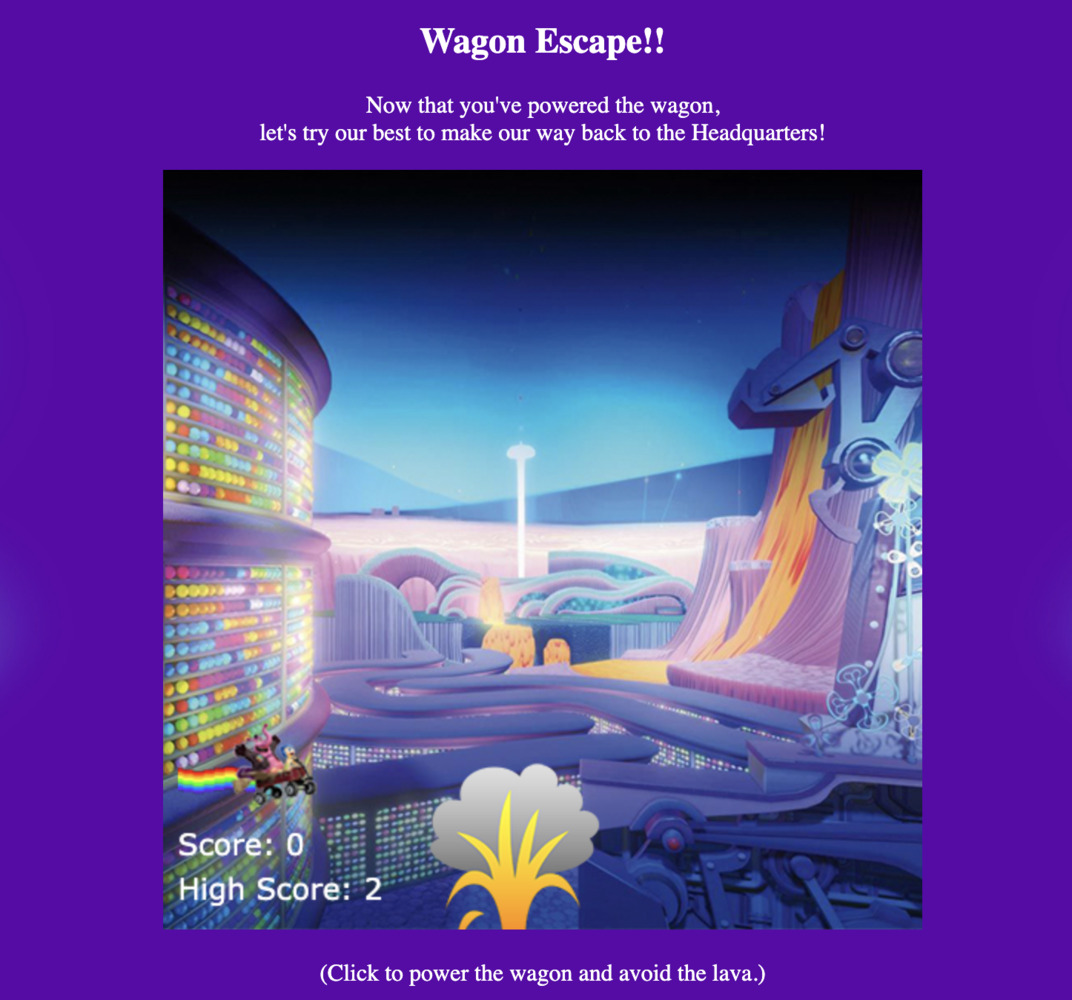 Wagon Escape!!
Now that you've powered the wagon,
let's try our best to make our way back to the Headquarters!
Score: 0
High Score: 2
(Click to power the wagon and avoid the lava.)